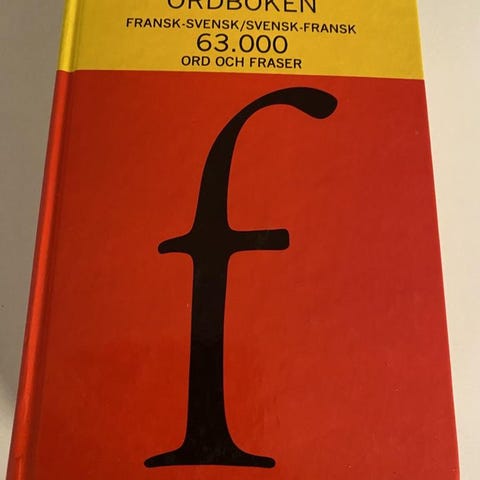 ORDBOKEN
FRANSK-SVENSK/SVENSK-FRANSK
63.000
ORD OCH FRASER
f